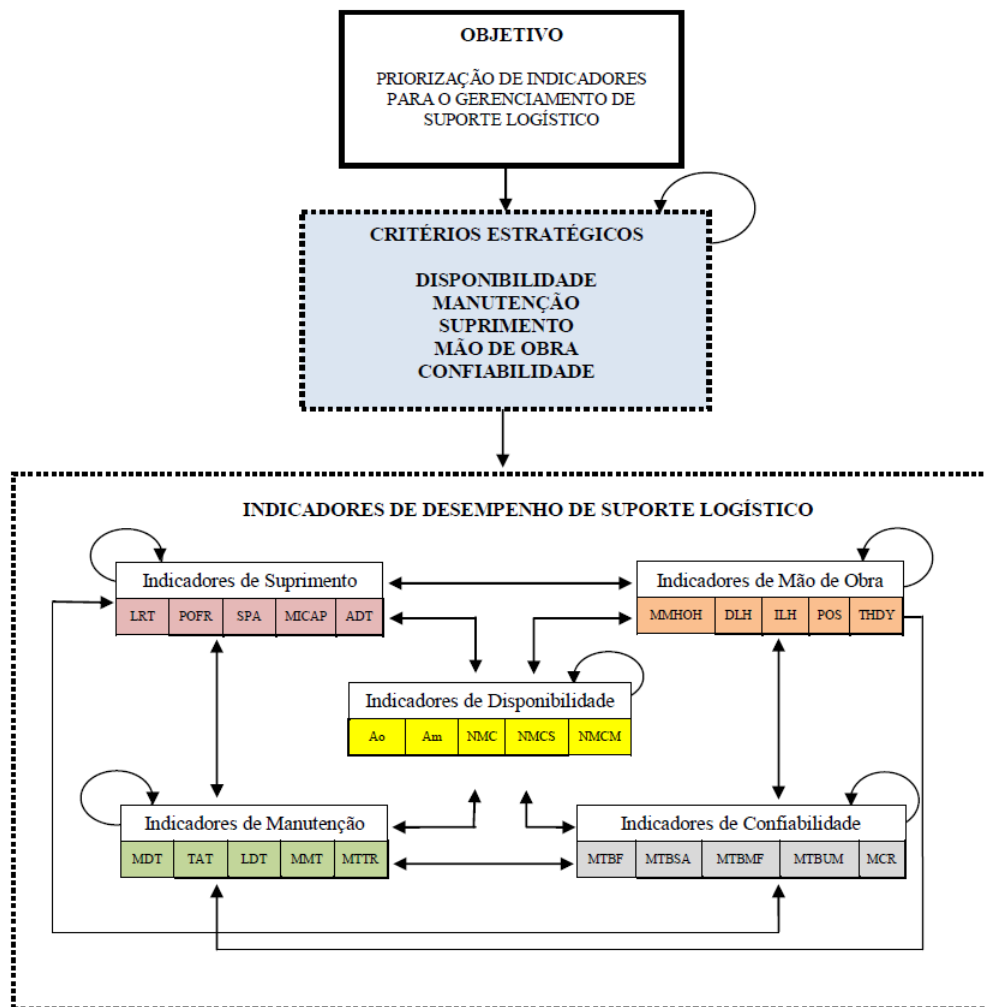 OBJETIVO
PRIORIZAÇÃO DE INDICADORES
PARA O GERENCIAMENTO DE
SUPORTE LOGÍSTICO
CRITÉRIOS ESTRATÉGICOS
DISPONIBILIDADE
MANUTENÇÃO
SUPRIMENTO
MÃO DE OBRA
CONFIABILIDADE
INDICADORES DE DESEMPENHO DE SUPORTE LOGÍSTICO
Indicadores de Suprimento
LRT POFR SPA MICAP ADT
Indicadores de Mão de Obra
MMHOH DLH ILH POS THDY
Indicadores de Disponibilidade
Ao Am NMC NMCS NMCM
Indicadores de Manutenção
MDT TAT LDT MMT MTTR
Indicadores de Confiabilidade
MTBF MTBSA MTBMF MTBUM MCR